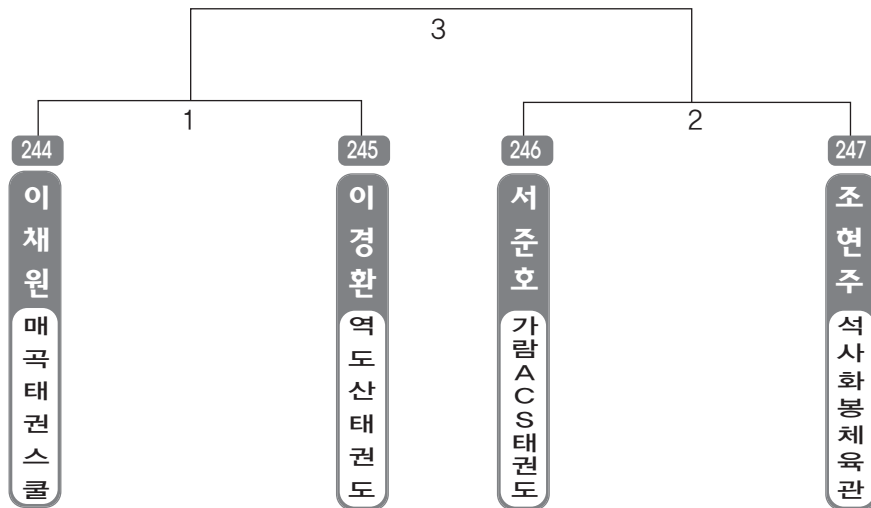 3
1
2
244
245
246
247
이채원
이경환
서준호
조현주
매곡태권스쿨
역도산태권도
가람ACS태권도
석사화봉체육관